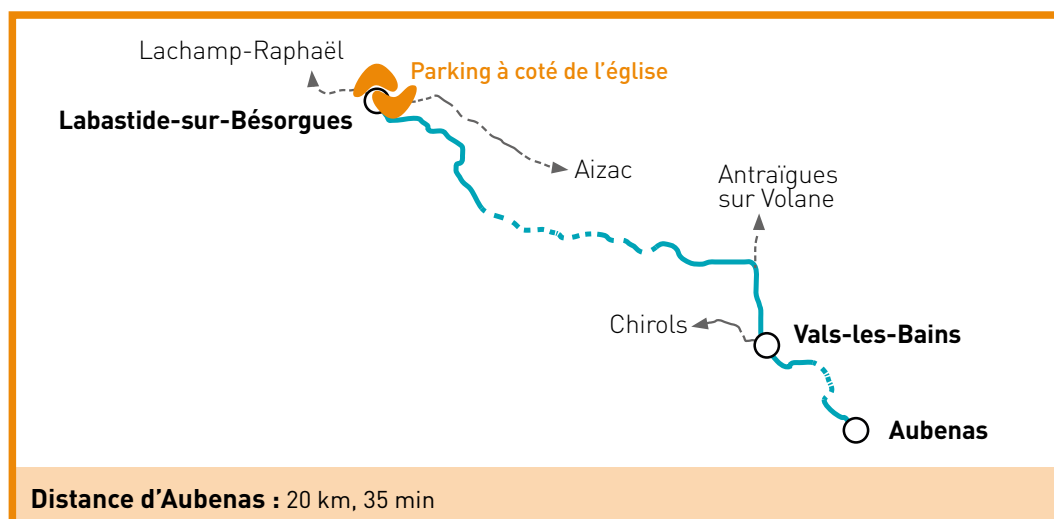 Lachamp-Raphaël
Parking à coté de l’église
Labastide-sur-Bésorgues
Aizac
Antraïgues
sur Volane
Chirols
Vals-les-Bains
Aubenas
Distance d’Aubenas : 20 km, 35 min